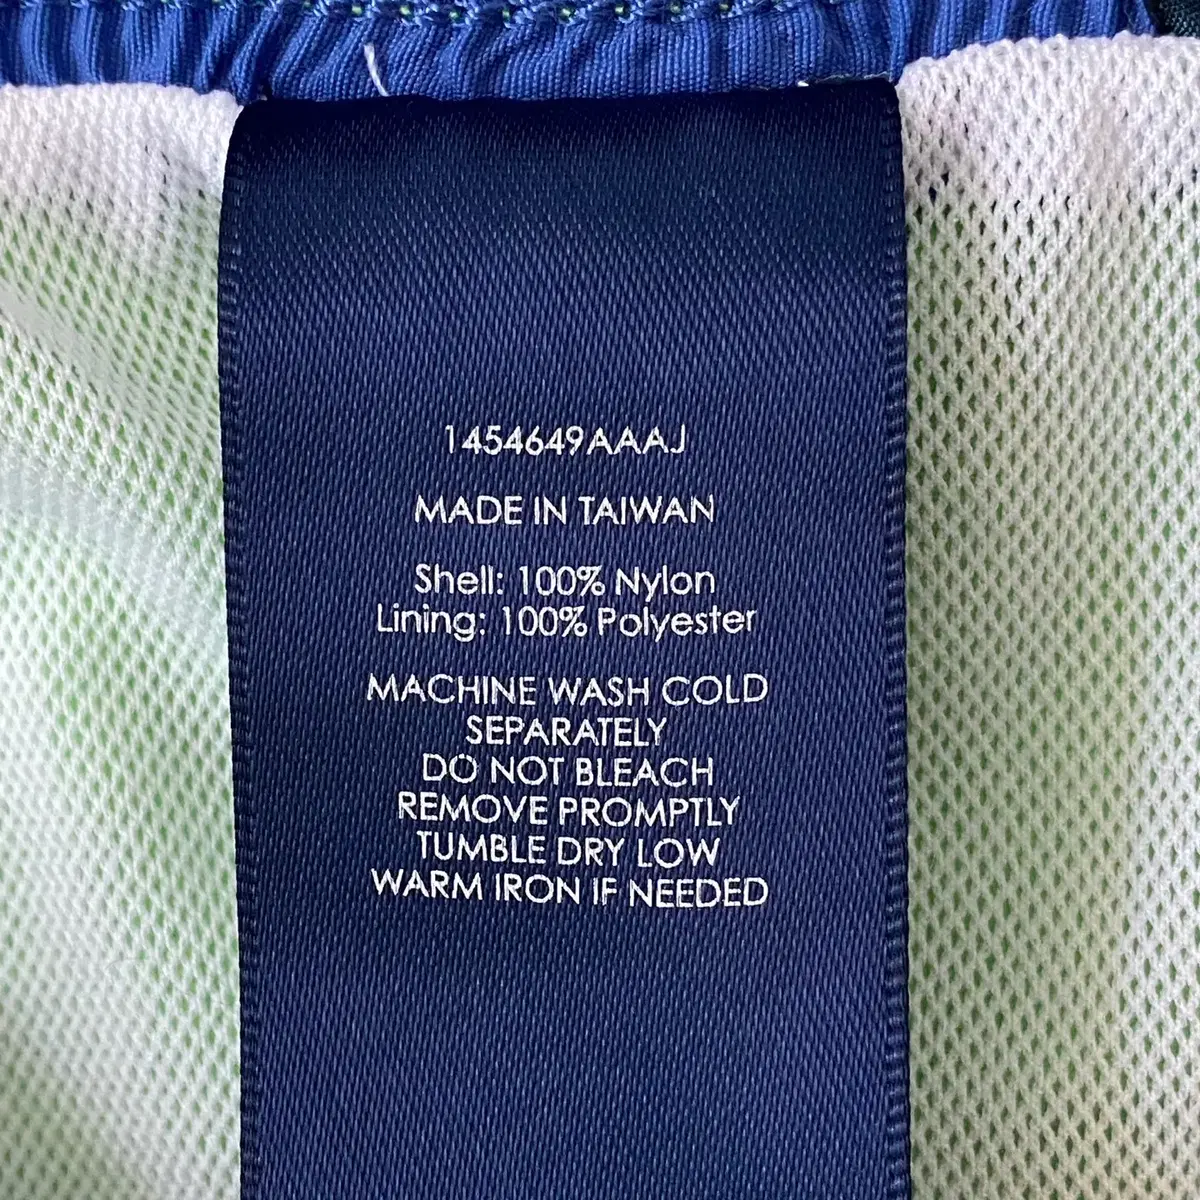 1454649AAAJ
MADE IN TAIWAN
Shell: 100% Nylon
Lining: 100% Polyester
MACHINE WASH COLD
SEPARATELY
DO NOT BLEACH
REMOVE PROMPTLY
TUMBLE DRY LOW
WARM IRON IF NEEDED